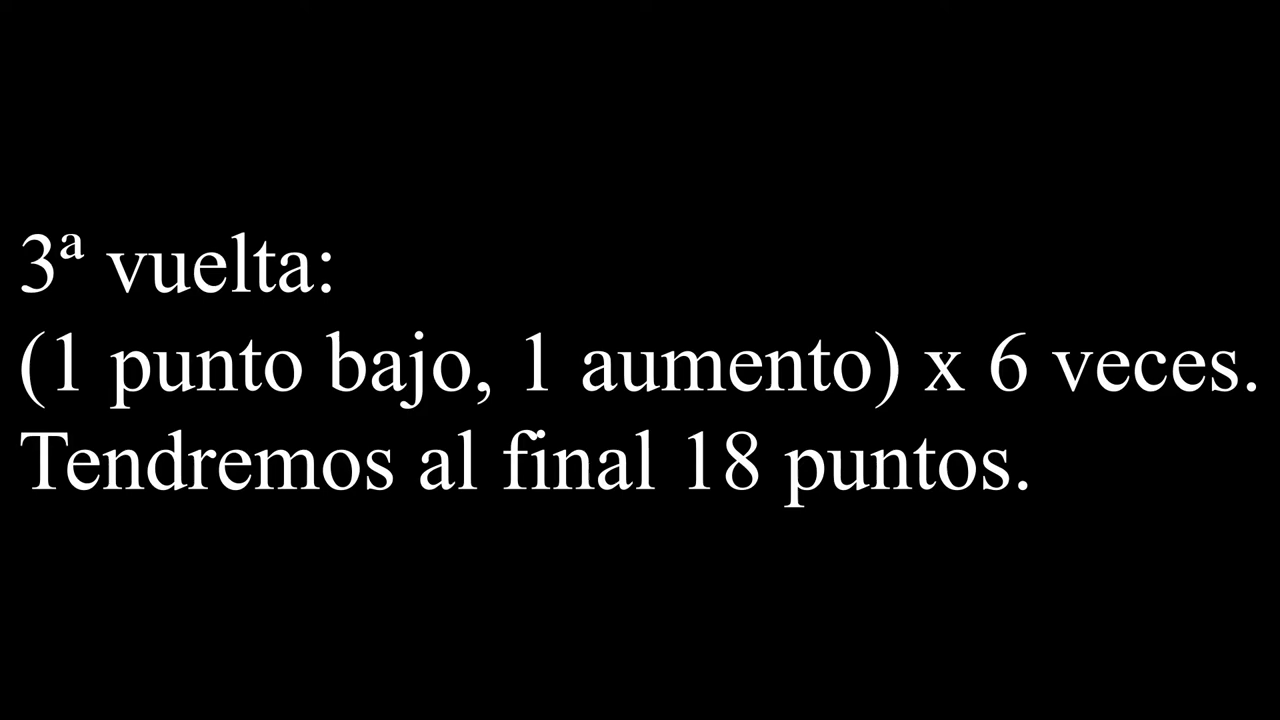 3ª vuelta:
(1 punto bajo, 1 aumento) x 6 veces.
Tendremos al final 18 puntos.